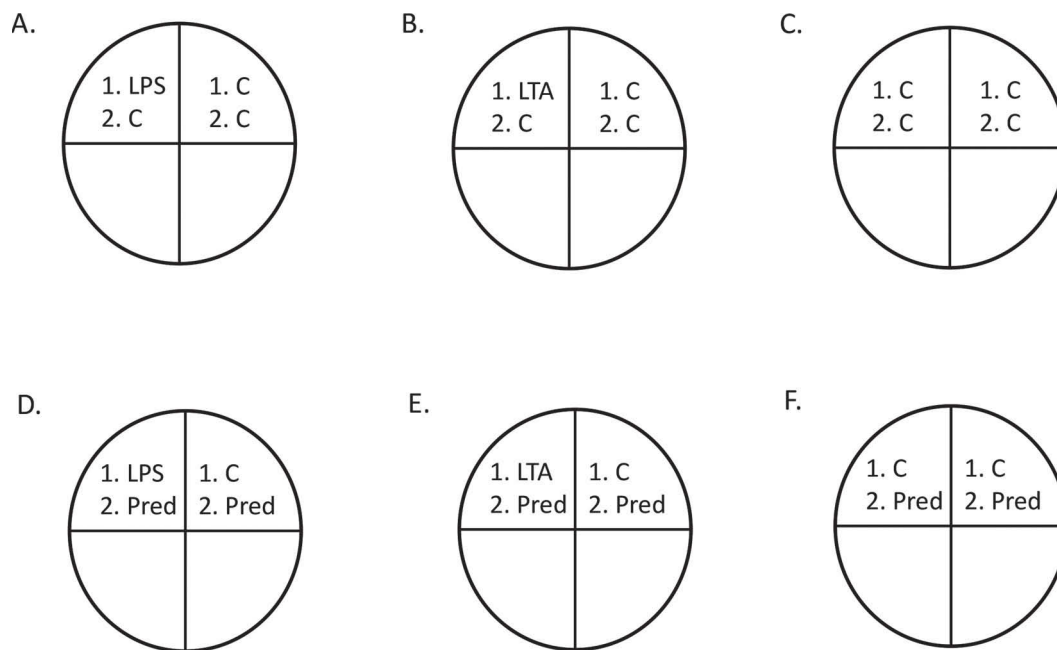 A.
1. LPS
2. C
1. C
2. C
B.
1. LTA
2. C
1. C
2. C
C.
1. C
2. C
1. C
2. C
D.
1. LPS
2. Pred
1. C
2. Pred
E.
1. LTA
2. Pred
1. C
2. Pred
F.
1. C
2. Pred
1. C
2. Pred